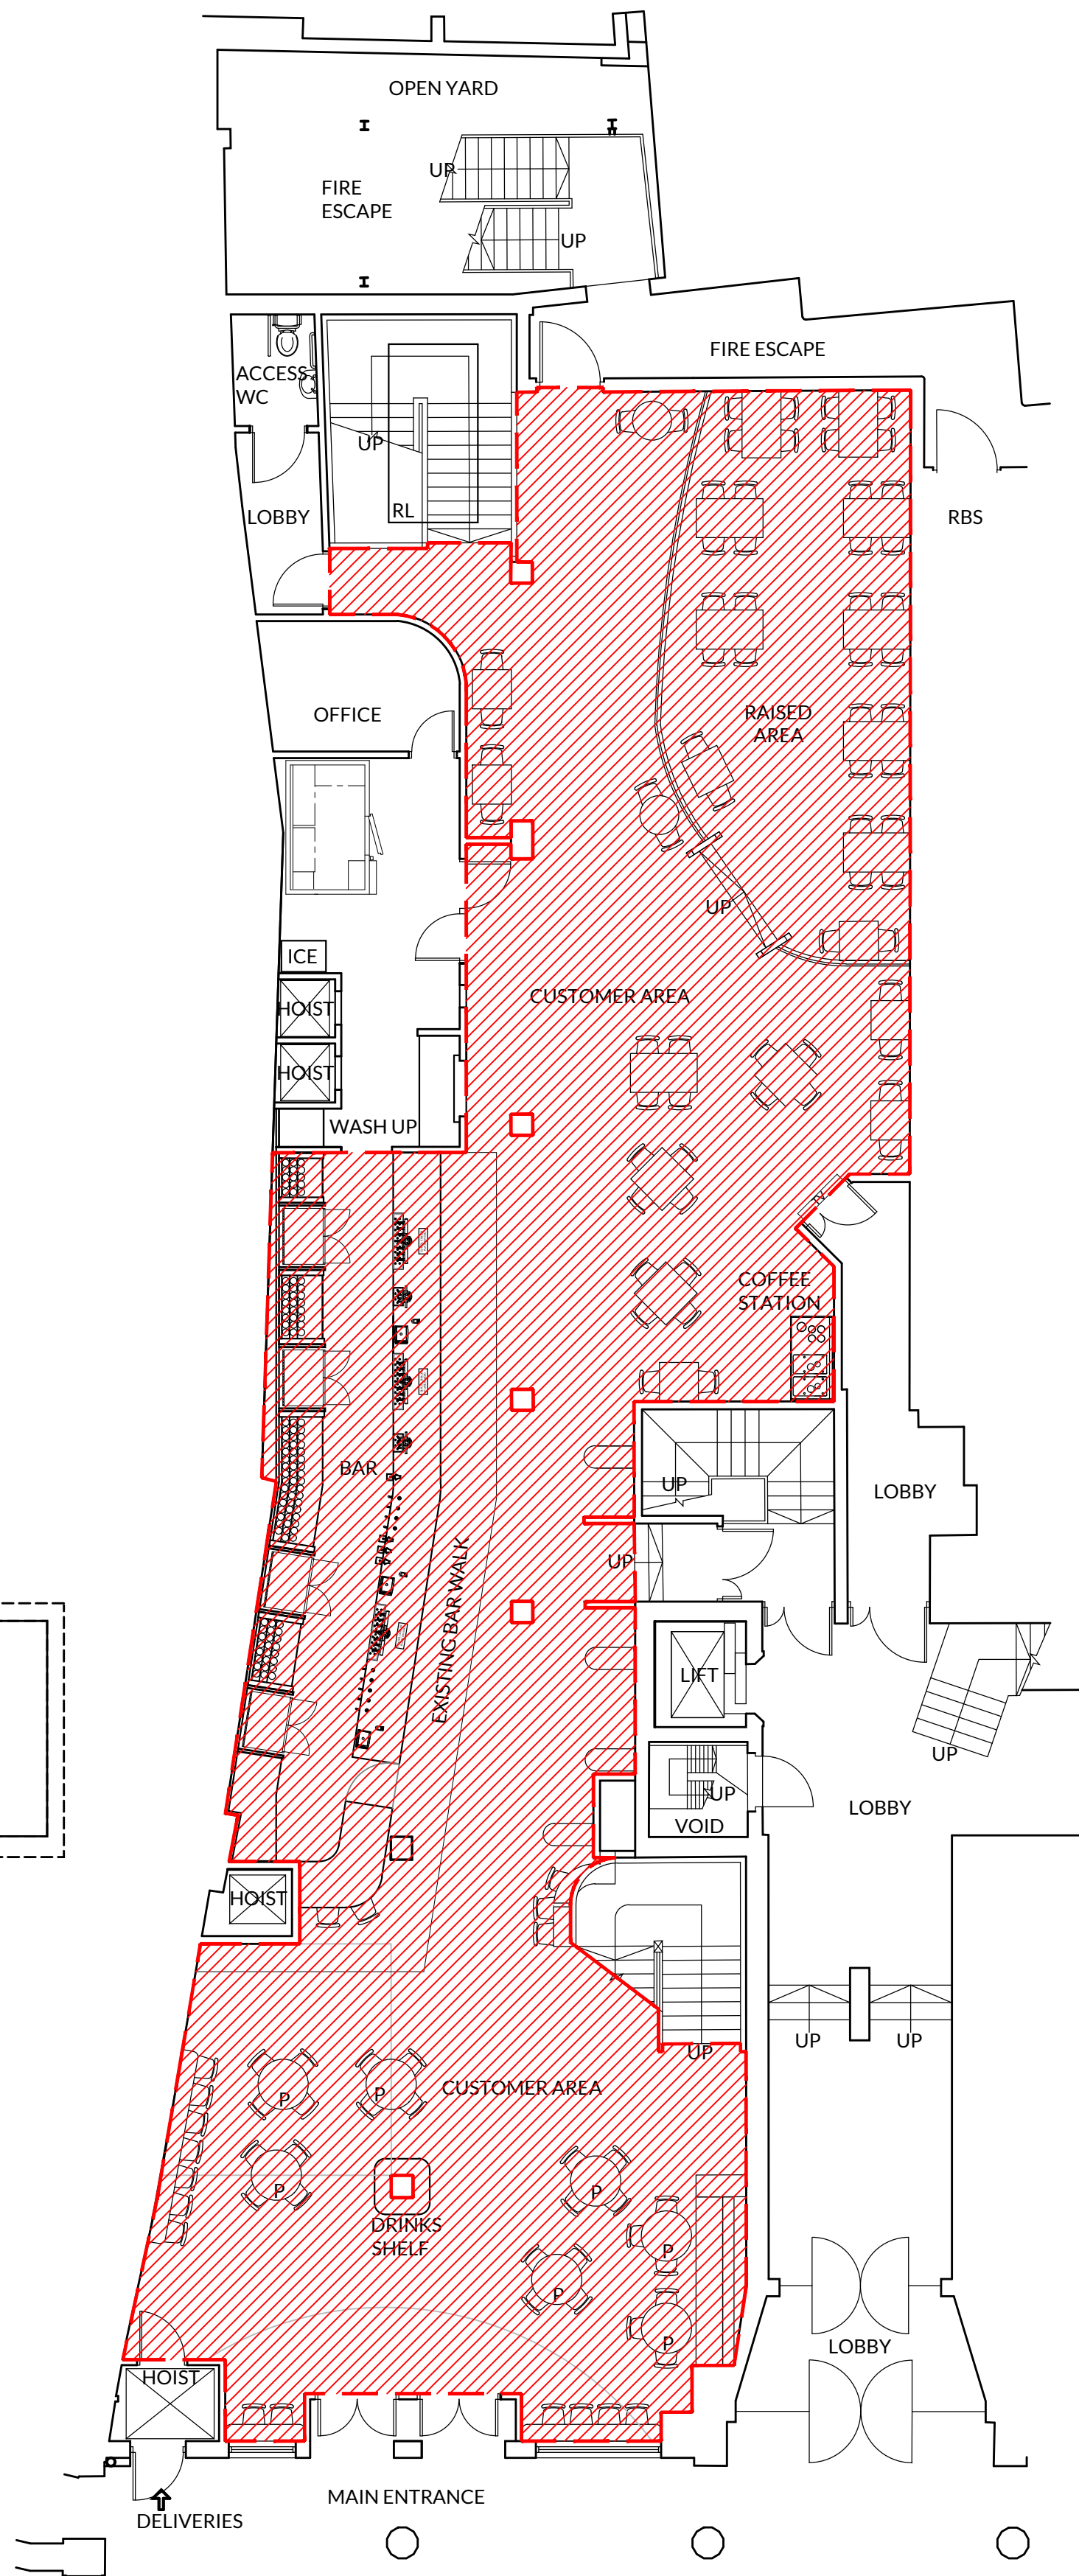 OPEN YARD
UP
FIRE
ESCAPE
UP
FIRE ESCAPE
ACCESS
WC
UP
RL
LOBBY
RBS
OFFICE
RAISED
AREA
UP
ICE
CUSTOMER AREA
HOIST
HOIST
WASH UP
TV
COFFEE
STATION
BAR
UP
LOBBY
EXISTING BAR WALK
UP
LIFT
UP
UP
LOBBY
VOID
HOIST
UP
UP
UP
CUSTOMER AREA
P
P
P
P
DRINKS
SHELF
P
P
P
LOBBY
HOIST
MAIN ENTRANCE
DELIVERIES